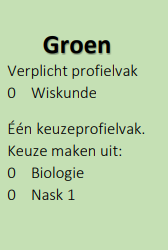 Groen
Verplicht profielvak
0 Wiskunde
Één keuzeprofielvak.
Keuze maken uit:
0 Biologie
0 Nask 1